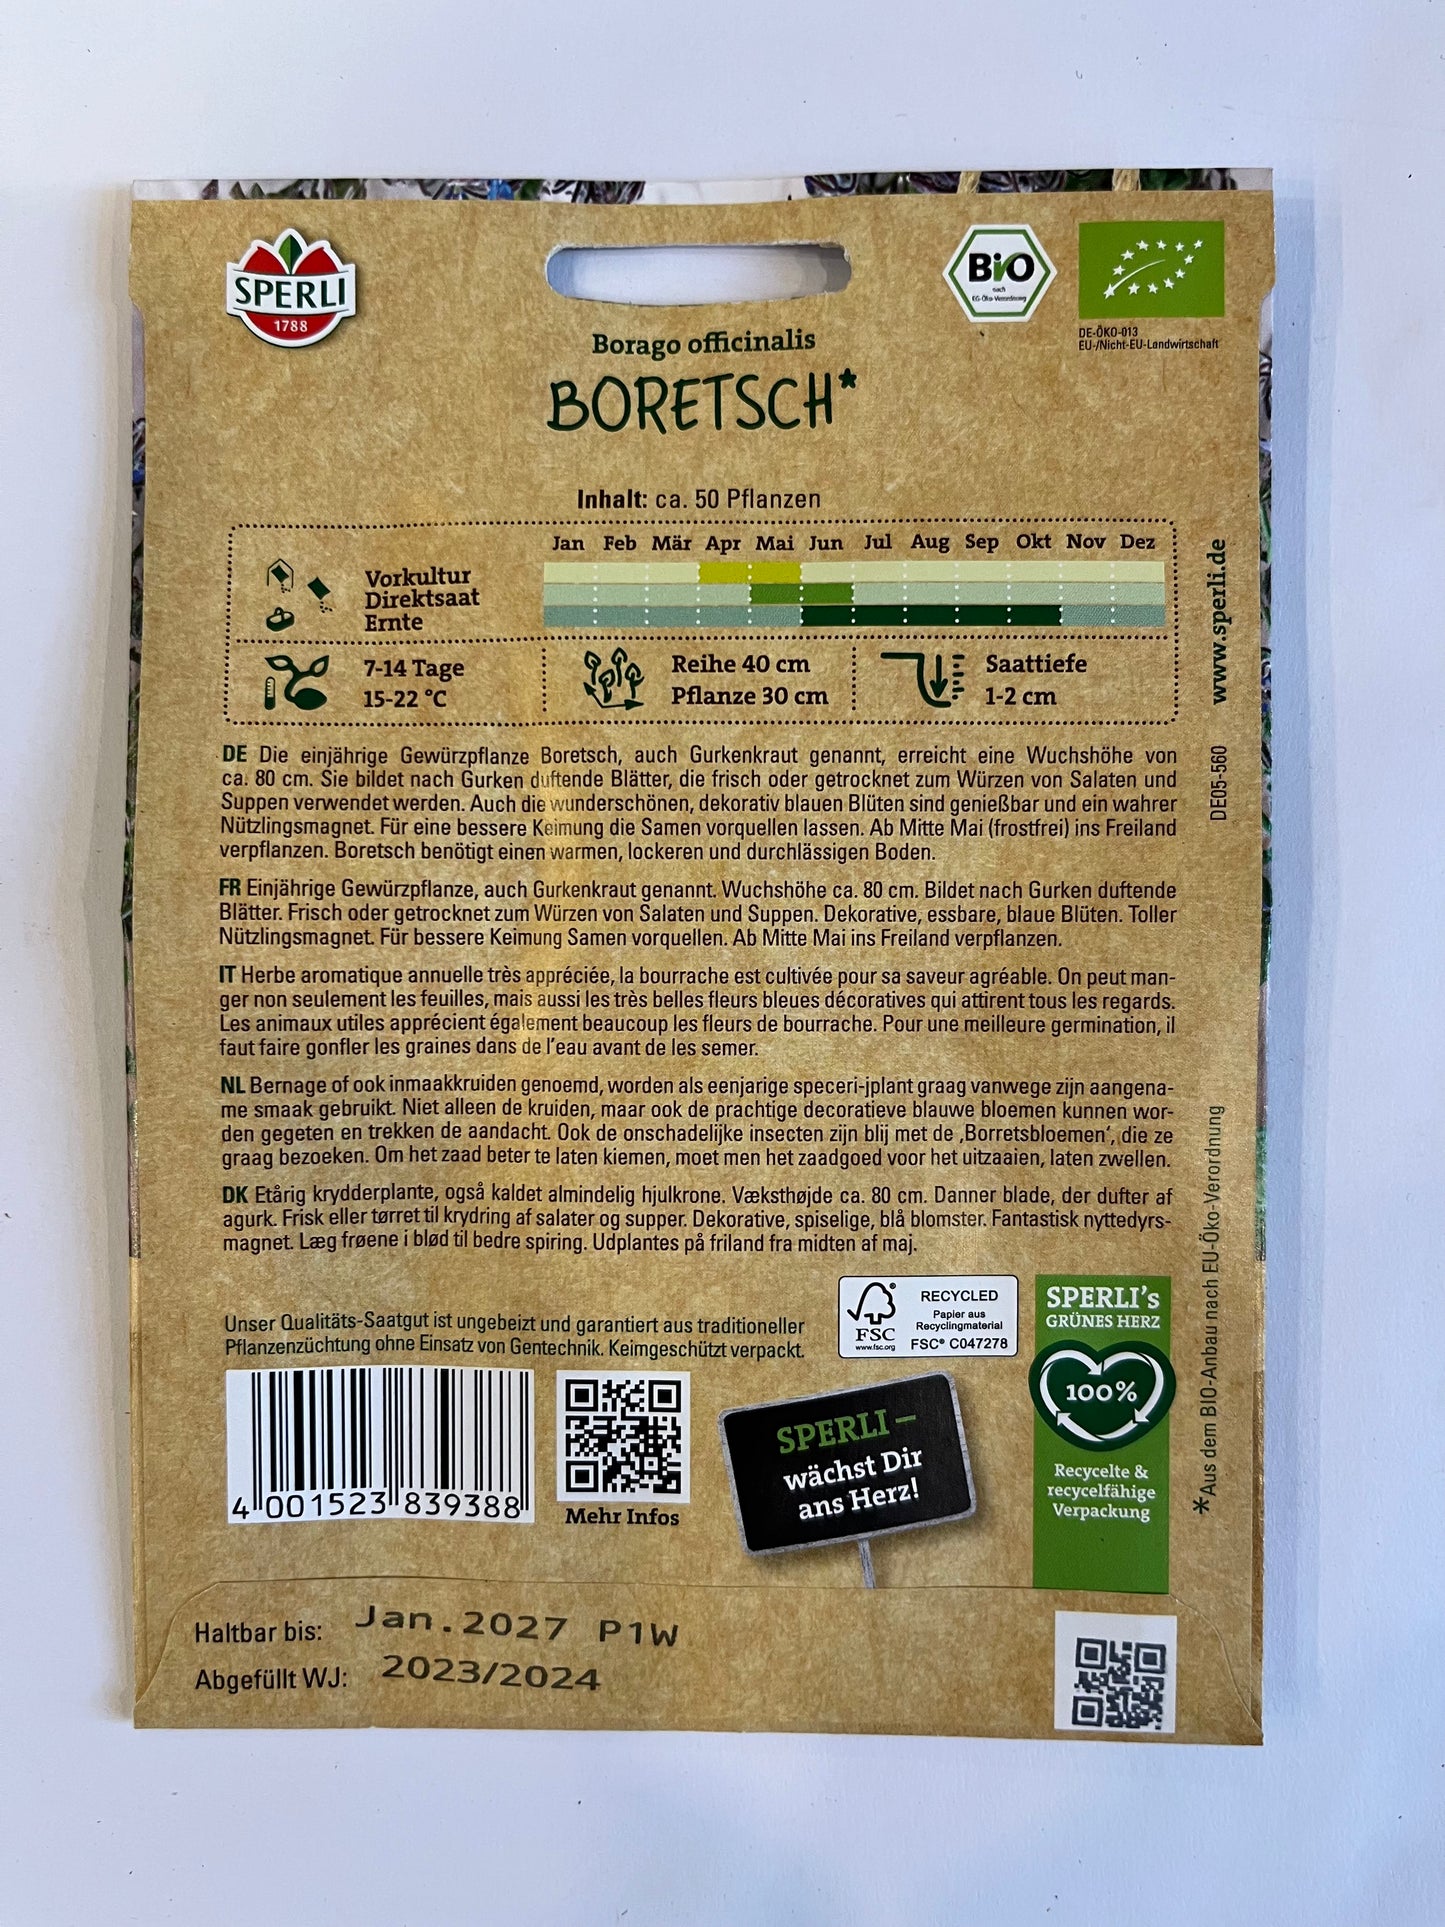 SPERLI
1788
BiO
nach
EG-Öko-Verordnung
DE-ÖKO-013
EU-/Nicht-EU-Landwirtschaft
Borago officinalis
BORETSCH*
Inhalt: ca. 50 Pflanzen
Jan Feb Mär Apr Mai Jun Jul Aug Sep Okt Nov Dez
Vorkultur
Direktsaat
Ernte
7-14 Tage
15-22 °C
Reihe 40 cm
Pflanze 30 cm
Saattiefe
1-2 cm
www.sperli.de
DE05-560
DE Die einjährige Gewürzpflanze Boretsch, auch Gurkenkraut genannt, erreicht eine Wuchshöhe von
ca. 80 cm. Sie bildet nach Gurken duftende Blätter, die frisch oder getrocknet zum Würzen von Salaten und
Suppen verwendet werden. Auch die wunderschönen, dekorativ blauen Blüten sind genießbar und ein wahrer
Nützlingsmagnet. Für eine bessere Keimung die Samen vorquellen lassen. Ab Mitte Mai (frostfrei) ins Freiland
verpflanzen. Boretsch benötigt einen warmen, lockeren und durchlässigen Boden.
FR Einjährige Gewürzpflanze, auch Gurkenkraut genannt. Wuchshöhe ca. 80 cm. Bildet nach Gurken duftende
Blätter. Frisch oder getrocknet zum Würzen von Salaten und Suppen. Dekorative, essbare, blaue Blüten. Toller
Nützlingsmagnet. Für bessere Keimung Samen vorquellen. Ab Mitte Mai ins Freiland verpflanzen.
IT Herbe aromatique annuelle très appréciée, la bourrache est cultivée pour sa saveur agréable. On peut man-
ger non seulement les feuilles, mais aussi les très belles fleurs bleues décoratives qui attirent tous les regards.
Les animaux utiles apprécient également beaucoup les fleurs de bourrache. Pour une meilleure germination, il
faut faire gonfler les graines dans de l'eau avant de les semer.
NL Bernage of ook inmaakkruiden genoemd, worden als eenjarige speceri-jplant graag vanwege zijn aangena-
me smaak gebruikt. Niet alleen de kruiden, maar ook de prachtige decoratieve blauwe bloemen kunnen wor-
den gegeten en trekken de aandacht. Ook de onschadelijke insecten zijn blij met de ‚Borretsbloemen‘, die ze
graag bezoeken. Om het zaad beter te laten kiemen, moet men het zaadgoed voor het uitzaaien, laten zwellen.
DK Etårig krydderplante, også kaldet almindelig hjulkrone. Væksthøjde ca. 80 cm. Danner blade, der dufter af
agurk. Frisk eller tørret til krydring af salater og supper. Dekorative, spiselige, blå blomster. Fantastisk nyttedyrs-
magnet. Læg frøene i blød til bedre spiring. Udplantes på friland fra midten af maj.
*Aus dem BIO-Anbau nach EU-Öko-Verordnung
Unser Qualitäts-Saatgut ist ungebeizt und garantiert aus traditioneller
Pflanzenzüchtung ohne Einsatz von Gentechnik. Keimgeschützt verpackt.
FSC
www.fsc.org
RECYCLED
Papier aus
Recyclingmaterial
FSC® C047278
SPERLI's
GRÜNES HERZ
100%
Recycelte &
recycelfähige
Verpackung
4 001523 839388
Mehr Infos
SPERLI –
wächst Dir
ans Herz!
Haltbar bis: Jan.2027 P1W
Abgefüllt WJ: 2023/2024